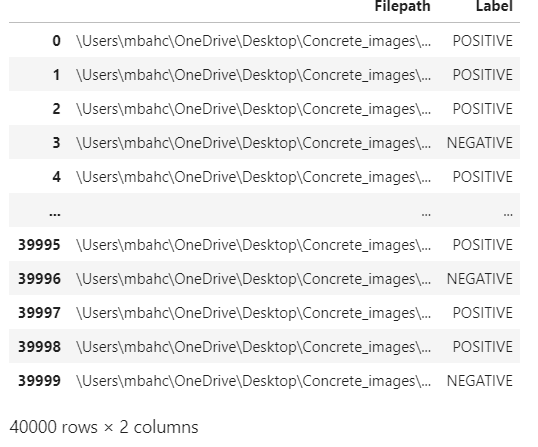 Filepath Label
0 \Users\mbahc\OneDrive\Desktop\Concrete_images\... POSITIVE
1 \Users\mbahc\OneDrive\Desktop\Concrete_images\... POSITIVE
2 \Users\mbahc\OneDrive\Desktop\Concrete_images\... POSITIVE
3 \Users\mbahc\OneDrive\Desktop\Concrete_images\... NEGATIVE
4 \Users\mbahc\OneDrive\Desktop\Concrete_images\... POSITIVE
... ... ...
39995 \Users\mbahc\OneDrive\Desktop\Concrete_images\... POSITIVE
39996 \Users\mbahc\OneDrive\Desktop\Concrete_images\... NEGATIVE
39997 \Users\mbahc\OneDrive\Desktop\Concrete_images\... POSITIVE
39998 \Users\mbahc\OneDrive\Desktop\Concrete_images\... POSITIVE
39999 \Users\mbahc\OneDrive\Desktop\Concrete_images\... NEGATIVE
40000 rows × 2 columns